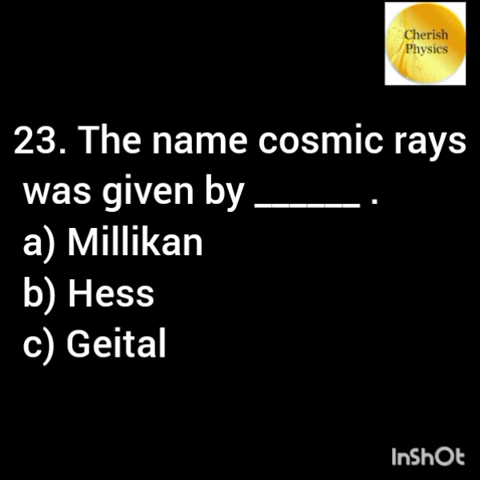 Cherish
Physics
23. The name cosmic rays
was given by ______ .
a) Millikan
b) Hess
c) Geital
InShOt